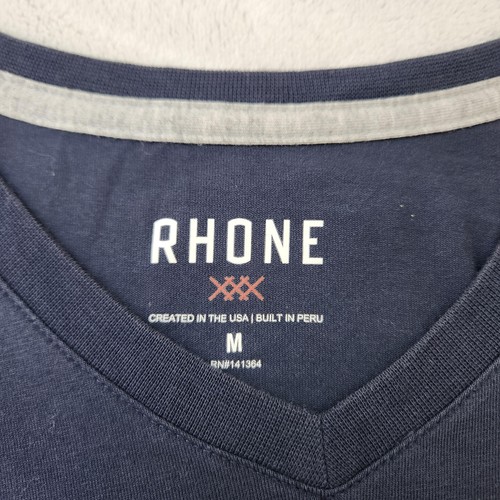 RHONE
CREATED IN THE USA | BUILT IN PERU
M
RN#141364